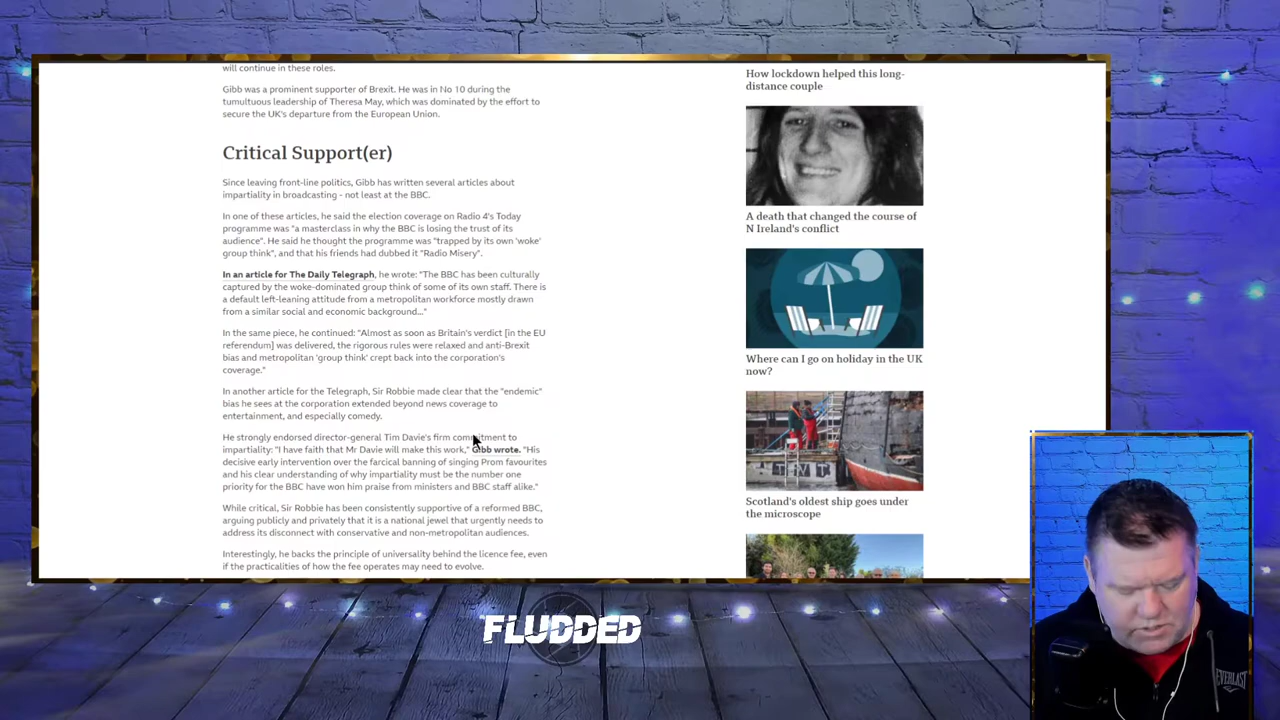 will continue in these roles.
Gibb was a prominent supporter of Brexit. He was in No 10 during the
tumultuous leadership of Theresa May, which was dominated by the effort to
secure the UK's departure from the European Union.
Critical Support(er)
Since leaving front-line politics, Gibb has written several articles about
impartiality in broadcasting - not least at the BBC.
In one of these articles, he said the election coverage on Radio 4's Today
programme was "a masterclass in why the BBC is losing the trust of its
audience". He said he thought the programme was "trapped by its own 'woke'
group think", and that his friends had dubbed it "Radio Misery".
In an article for The Daily Telegraph, he wrote: "The BBC has been culturally
captured by the woke-dominated group think of some of its own staff. There is
a default left-leaning attitude from a metropolitan workforce mostly drawn
from a similar social and economic background..."
In the same piece, he continued: "Almost as soon as Britain's verdict [in the EU
referendum] was delivered, the rigorous rules were relaxed and anti-Brexit
bias and metropolitan 'group think' crept back into the corporation's
coverage."
In another article for the Telegraph, Sir Robbie made clear that the "endemic"
bias he sees at the corporation extended beyond news coverage to
entertainment, and especially comedy.
He strongly endorsed director-general Tim Davie's firm commitment to
impartiality: "I have faith that Mr Davie will make this work," Gibb wrote. "His
decisive early intervention over the farcical banning of singing Prom favourites
and his clear understanding of why impartiality must be the number one
priority for the BBC have won him praise from ministers and BBC staff alike."
While critical, Sir Robbie has been consistently supportive of a reformed BBC,
arguing publicly and privately that it is a national jewel that urgently needs to
address its disconnect with conservative and non-metropolitan audiences.
Interestingly, he backs the principle of universality behind the licence fee, even
if the practicalities of how the fee operates may need to evolve.
How lockdown helped this long-
distance couple
A death that changed the course of
N Ireland's conflict
Where can I go on holiday in the UK
now?
Scotland's oldest ship goes under
the microscope
FLUDDED
EVERLAST